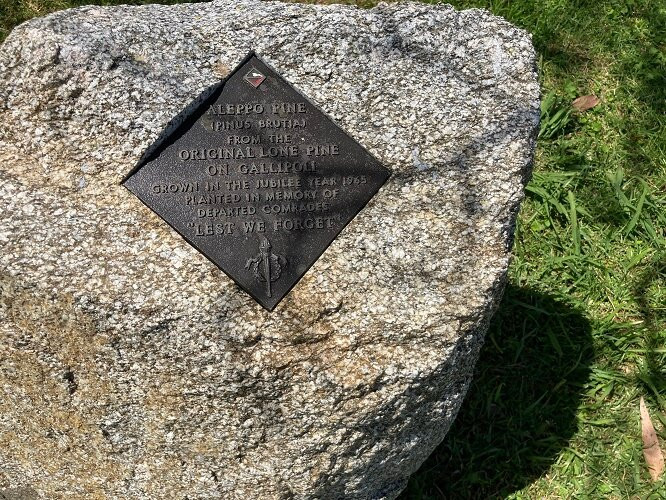 ALEPPO PINE
(PINUS BRUTIA)
FROM THE
ORIGINAL LONE PINE
ON GALLIPOLI
GROWN IN THE JUBILEE YEAR 1965
PLANTED IN MEMORY OF
DEPARTED COMRADES
"LEST WE FORGET"